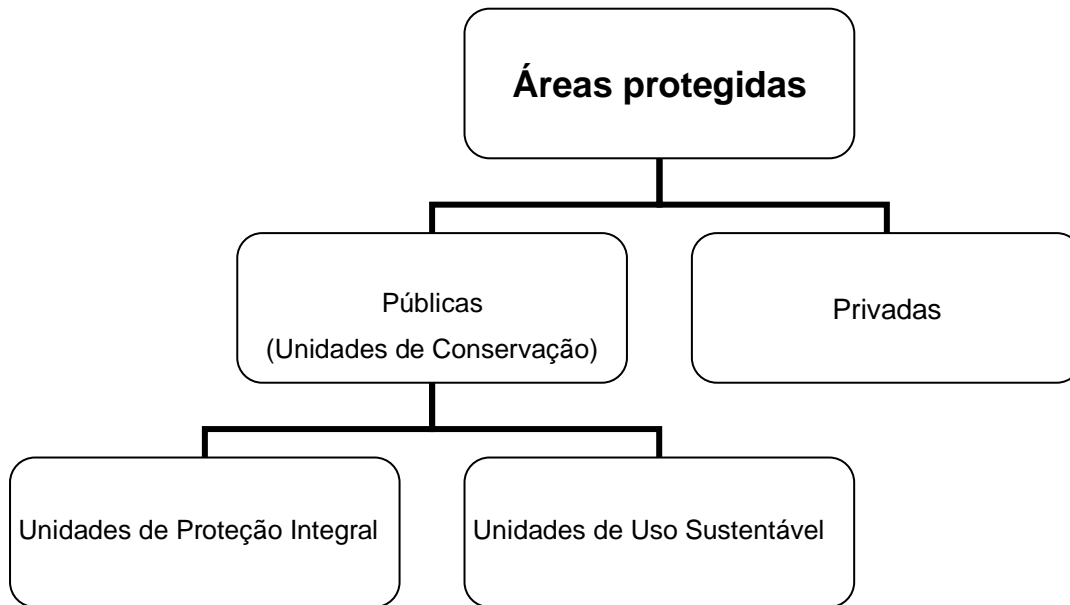 Áreas protegidas
Públicas
(Unidades de Conservação)
Privadas
Unidades de Proteção Integral
Unidades de Uso Sustentável